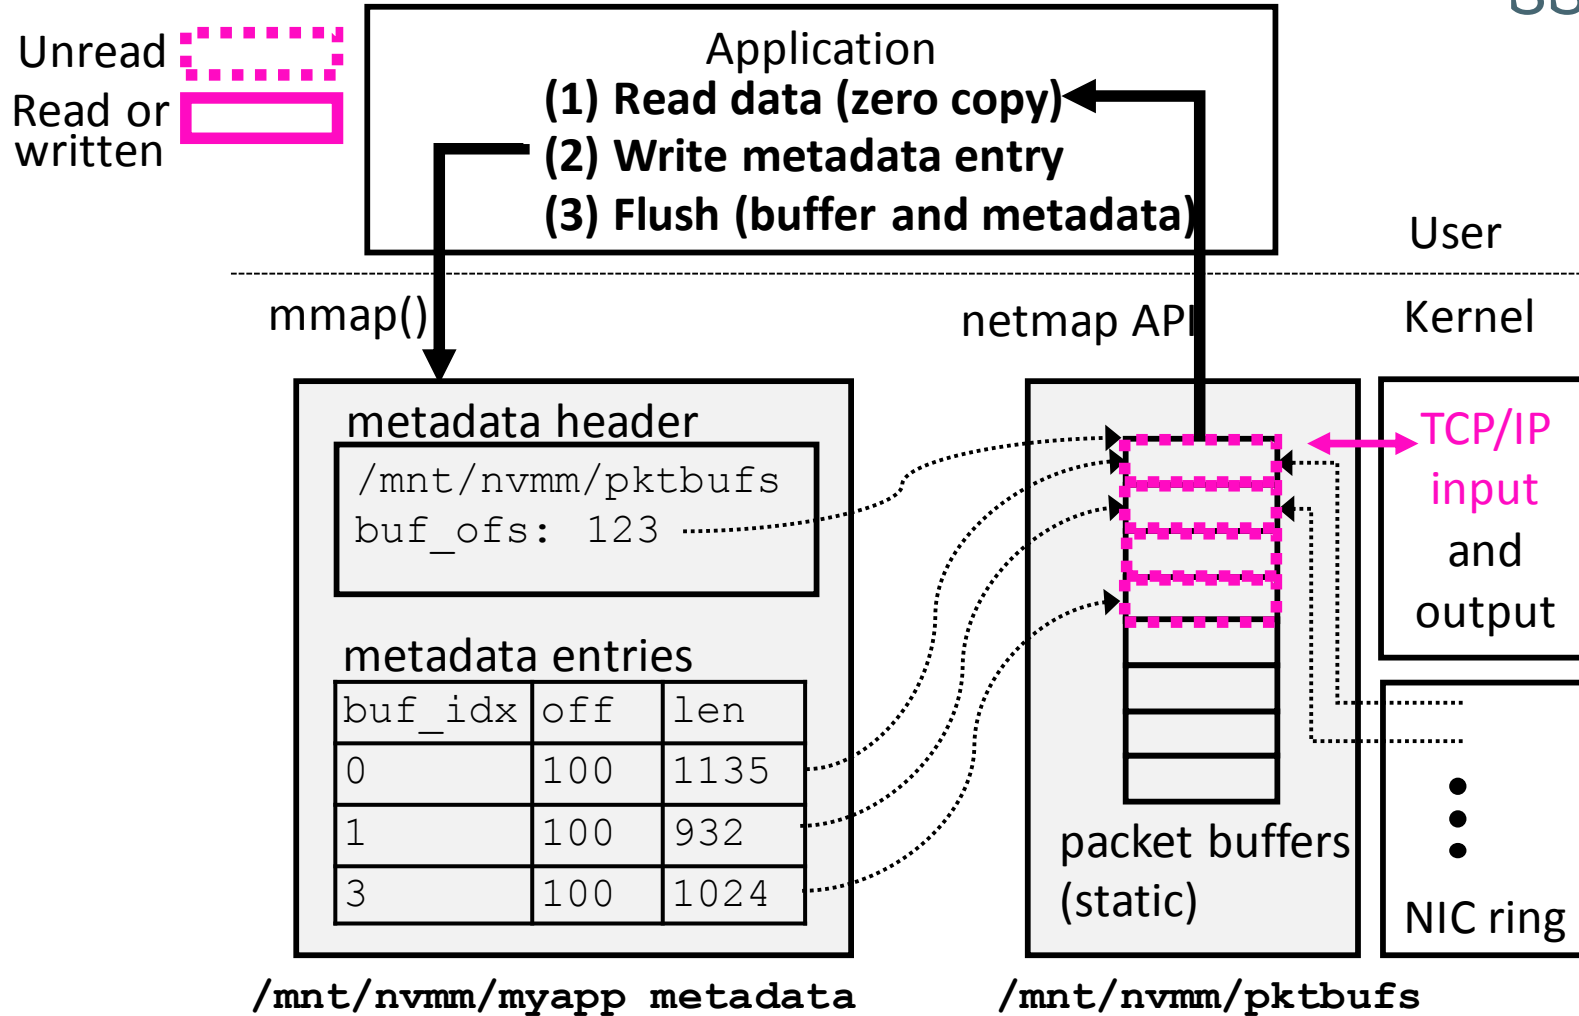 Unread
Read or
written
Application
(1) Read data (zero copy)
(2) Write metadata entry
(3) Flush (buffer and metadata)
User
mmap()
netmap API
Kernel
metadata header
/mnt/nvmm/pktbufs
buf_ofs: 123
metadata entries
buf_idx off len
0 100 1135
1 100 932
3 100 1024
packet buffers
(static)
TCP/IP
input
and
output
NIC ring
/mnt/nvmm/myapp metadata
/mnt/nvmm/pktbufs